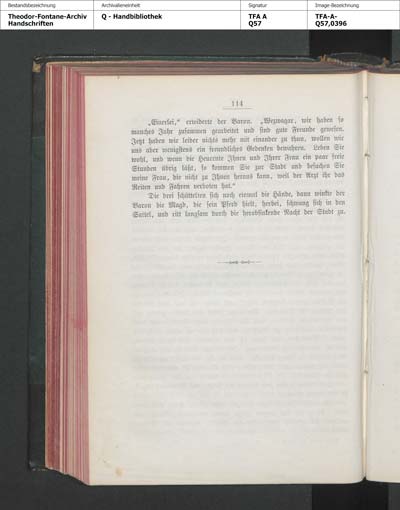 Bestandsbezeichnung Archivalieneinheit Signatur Image-Bezeichnung
Theodor-Fontane-Archiv Q - Handbibliothek TFA A TFA-A-
Handschriften Q57 Q57,0396
114
„Einerlei,“ erwiderte der Baron. „Wezwagar, wir haben so
manches Jahr zusammen gearbeitet und sind gute Freunde gewesen.
Jetzt haben wir leider nichts mehr mit einander zu thun, wollen wir
uns aber wenigstens ein freundliches Gedenken bewahren. Leben Sie
wohl, und wenn die Heuernte Ihnen und Ihrer Frau ein paar freie
Stunden übrig läßt, so kommen Sie zur Stadt und besuchen Sie
meine Frau, die nicht zu Ihnen heraus kann, weil der Arzt ihr das
Reiten und Fahren verboten hat.“
Die drei schüttelten sich noch einmal die Hände, dann winkte der
Baron die Magd, die sein Pferd hielt, herbei, schwang sich in den
Sattel, und ritt langsam durch die herabsinkende Nacht der Stadt zu.